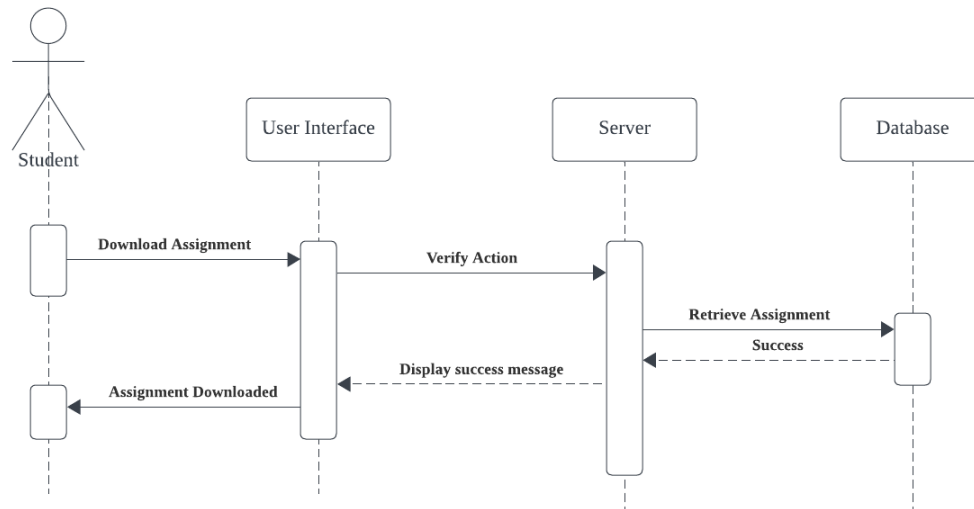 User Interface
Server
Database
Student
Download Assignment
Verify Action
Retrieve Assignment
Success
Display success message
Assignment Downloaded